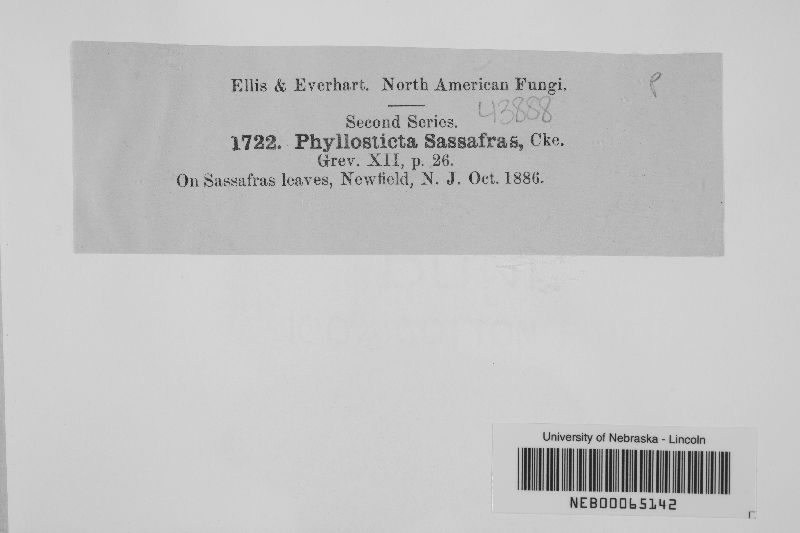 Ellis & Everhart. North American Fungi.
P
43888
Second Series.
1722. Phyllosticta Sassafras, Cke.
Grev. XII, p. 26.
On Sassafras leaves, Newfield, N. J. Oct. 1886.
University of Nebraska - Lincoln
NEB00065142